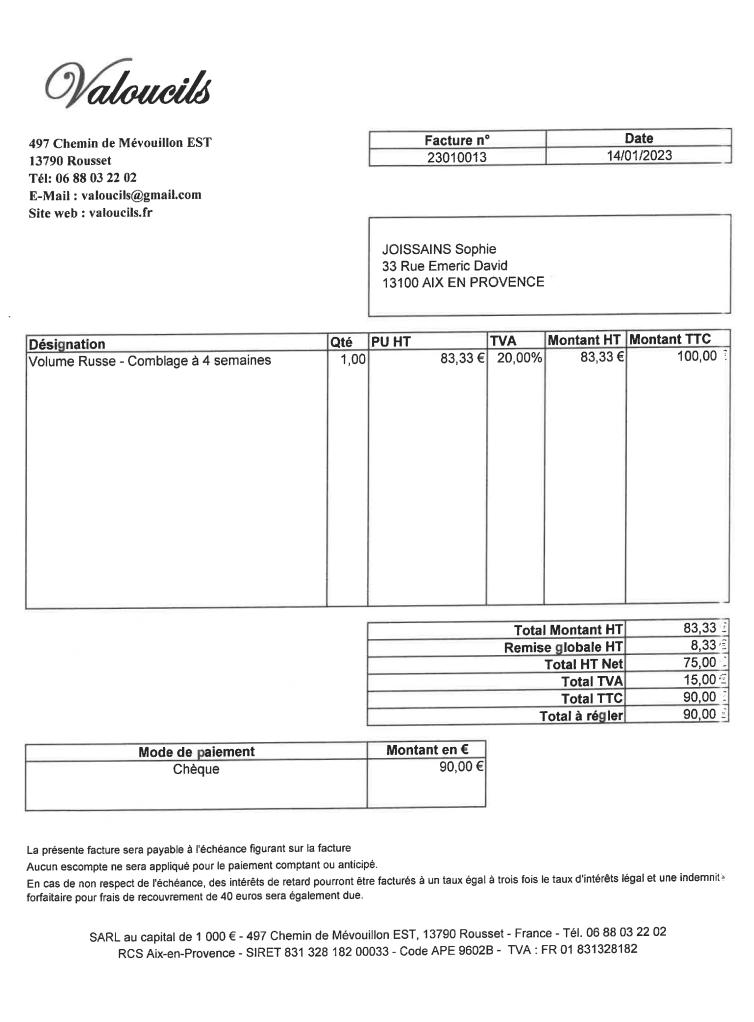 Valoucils
497 Chemin de Mévouillon EST
13790 Rousset
Tél: 06 88 03 22 02
E-Mail : valoucils@gmail.com
Site web : valoucils.fr
Facture n° Date
23010013 14/01/2023
JOISSAINS Sophie
33 Rue Emeric David
13100 AIX EN PROVENCE
Désignation Qté PU HT TVA Montant HT Montant TTC
Volume Russe - Comblage à 4 semaines 1,00 83,33 € 20,00% 83,33 € 100,00
Total Montant HT 83,33
Remise globale HT 8,33 €
Total HT Net 75,00
Total TVA 15,00 €
Total TTC 90,00
Total à régler 90,00
Mode de paiement Montant en €
Chèque 90,00 €
La présente facture sera payable à l'échéance figurant sur la facture
Aucun escompte ne sera appliqué pour le paiement comptant ou anticipé.
En cas de non respect de l'échéance, des intérêts de retard pourront être facturés à un taux égal à trois fois le taux d'intérêts légal et une indemnit
forfaitaire pour frais de recouvrement de 40 euros sera également due.
SARL au capital de 1 000 € - 497 Chemin de Mévouillon EST, 13790 Rousset - France - Tél. 06 88 03 22 02
RCS Aix-en-Provence - SIRET 831 328 182 00033 - Code APE 9602B - TVA : FR 01 831328182